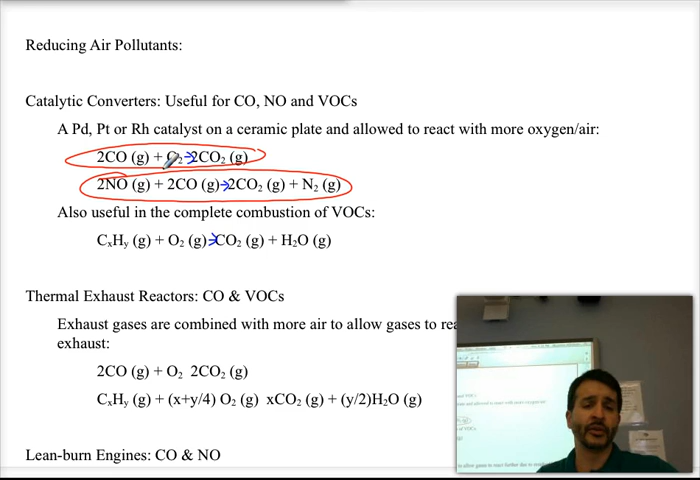 Reducing Air Pollutants:
Catalytic Converters: Useful for CO, NO and VOCs
A Pd, Pt or Rh catalyst on a ceramic plate and allowed to react with more oxygen/air:
2CO (g) + O₂→2CO₂ (g)
2NO (g) + 2CO (g)→2CO₂ (g) + N₂ (g)
Also useful in the complete combustion of VOCs:
CₓHᵧ (g) + O₂ (g)→CO₂ (g) + H₂O (g)
Thermal Exhaust Reactors: CO & VOCs
Exhaust gases are combined with more air to allow gases to
exhaust:
2CO (g) + O₂ 2CO₂ (g)
CₓHᵧ (g) + (x+y/4) O₂ (g) xCO₂ (g) + (y/2)H₂O (g)
Lean-burn Engines: CO & NO